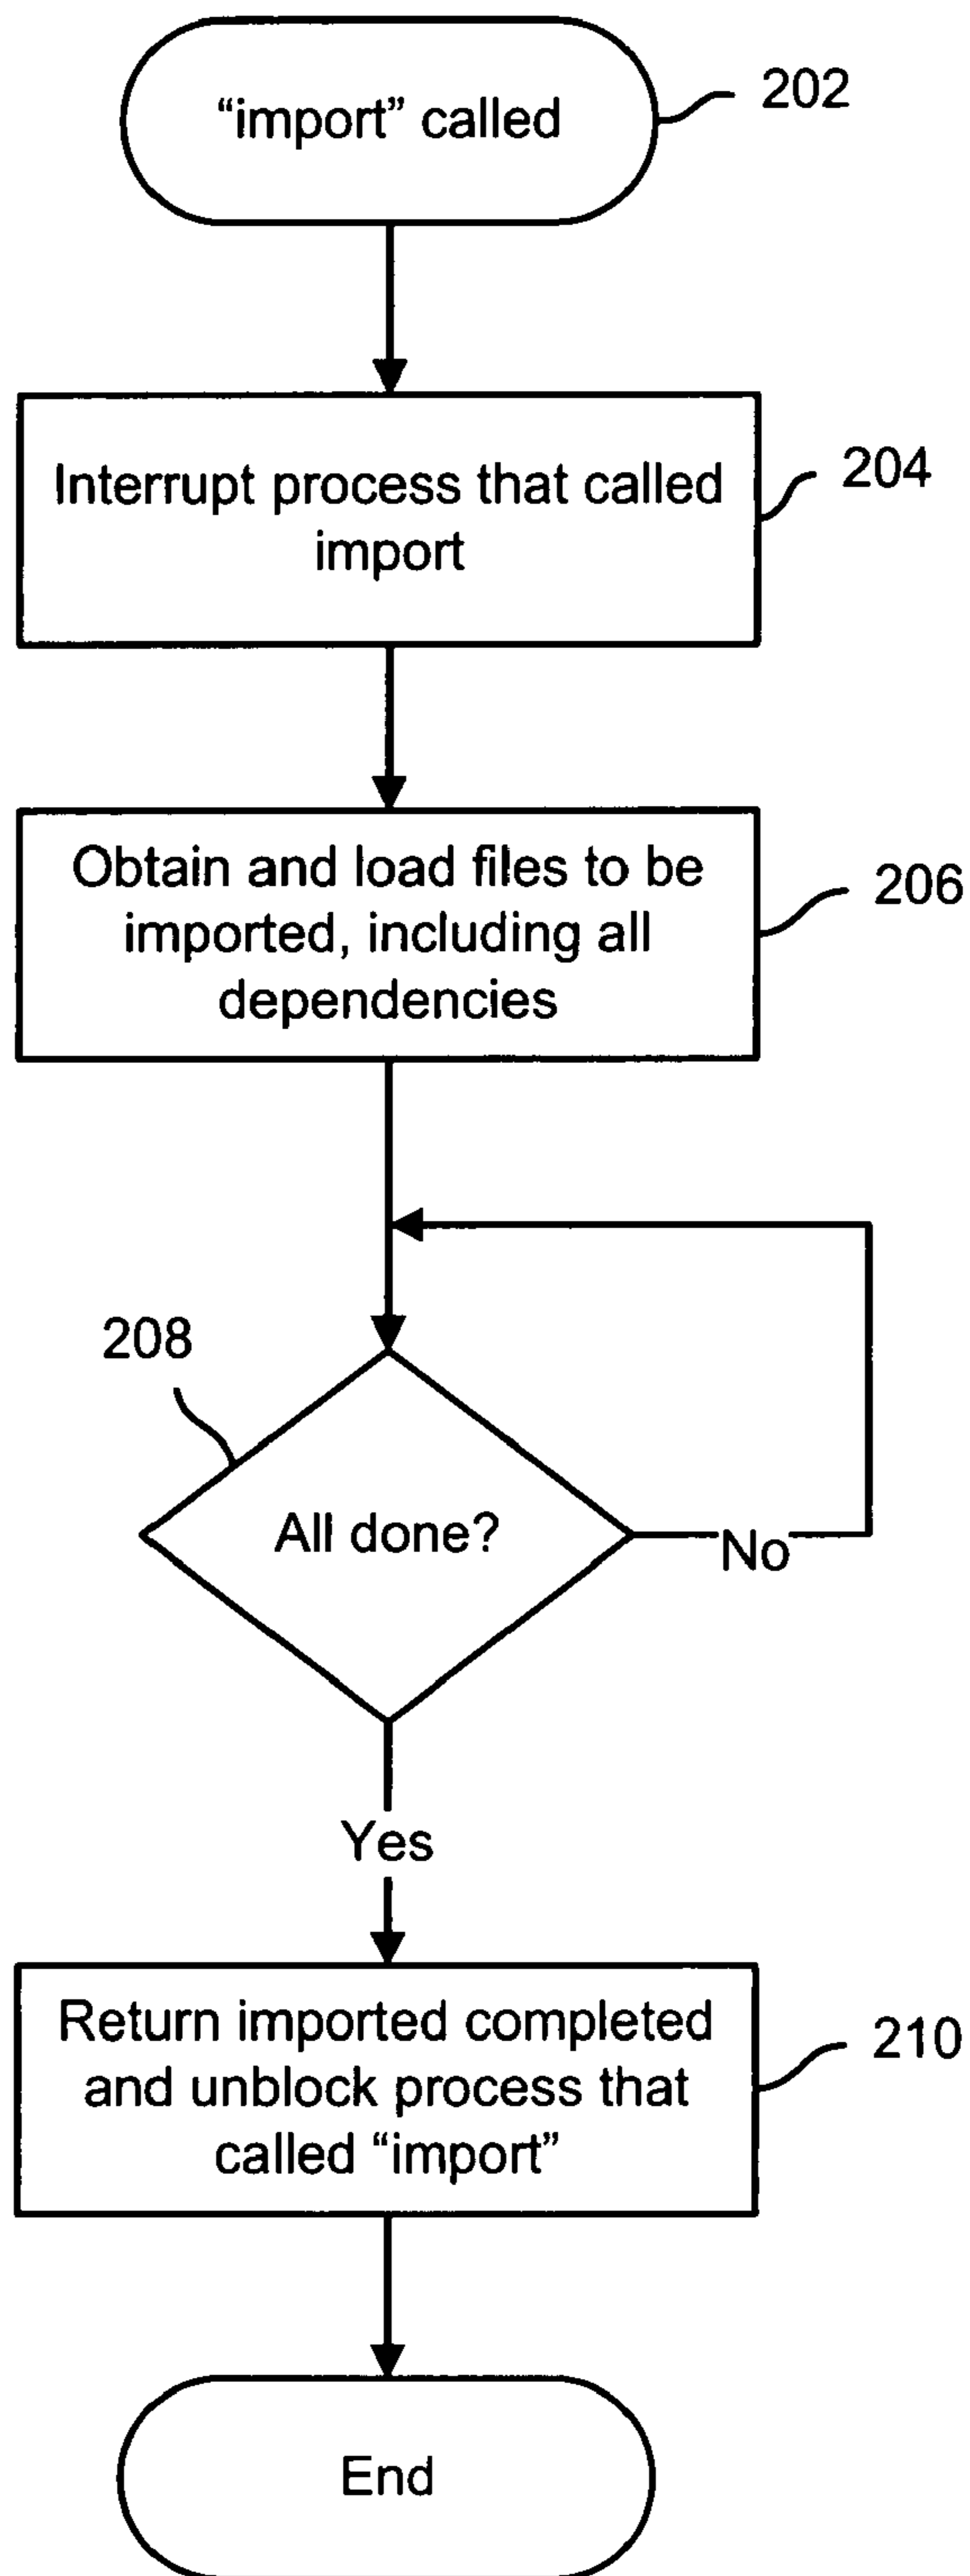 “import” called
202
Interrupt process that called
import
204
Obtain and load files to be
imported, including all
dependencies
206
208
All done?
No
Yes
Return imported completed
and unblock process that
called “import”
210
End